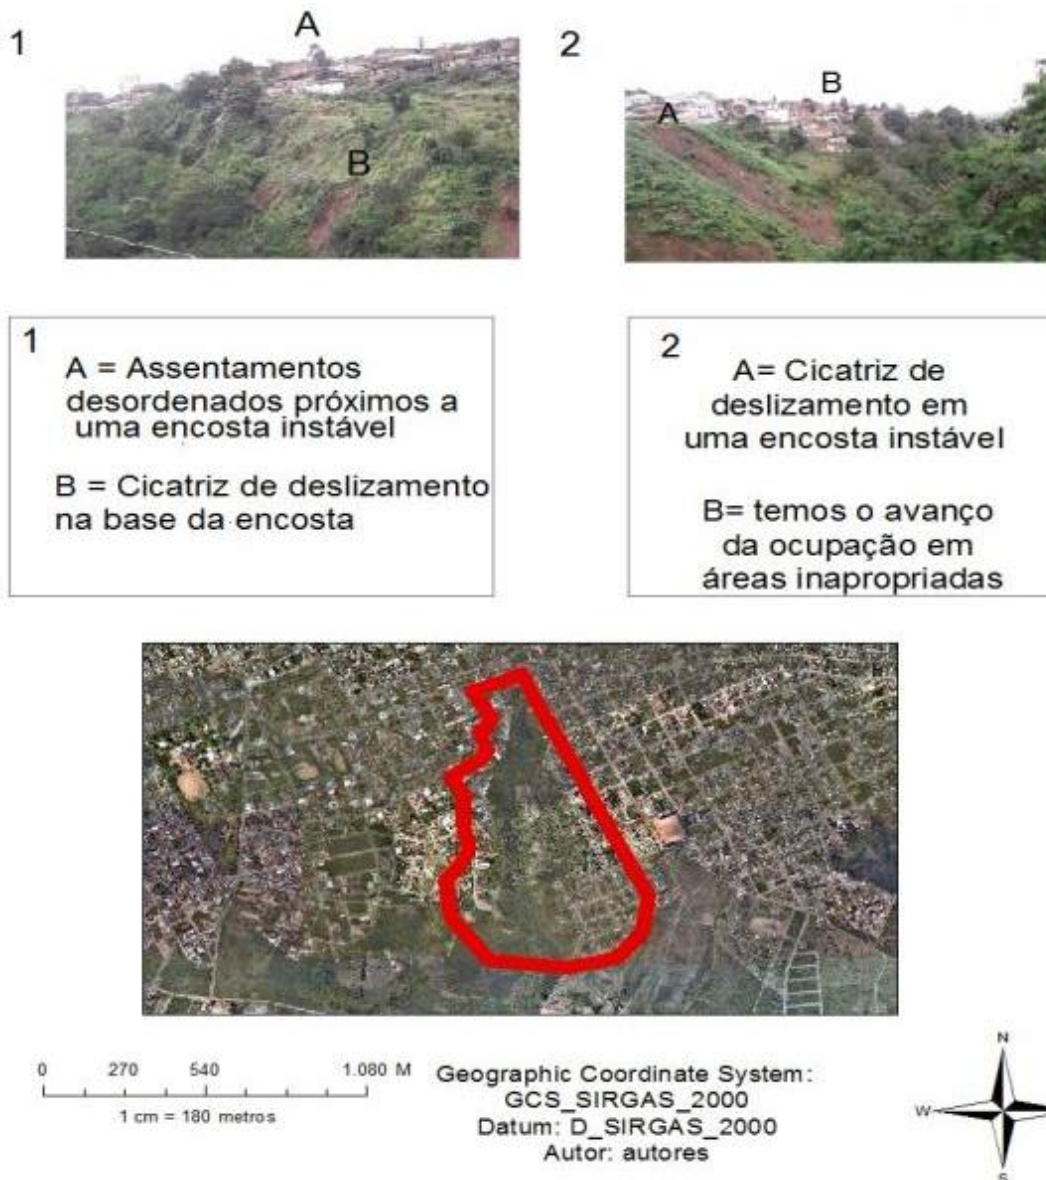 1
A
B
2
B
A
1
A = Assentamentos
desordenados próximos a
uma encosta instável
B = Cicatriz de deslizamento
na base da encosta
2
A= Cicatriz de
deslizamento em
uma encosta instável
B= temos o avanço
da ocupação em
áreas inapropriadas
0 270 540 1.080 M
1 cm = 180 metros
Geographic Coordinate System:
GCS_SIRGAS_2000
Datum: D_SIRGAS_2000
Autor: autores
N
W
S